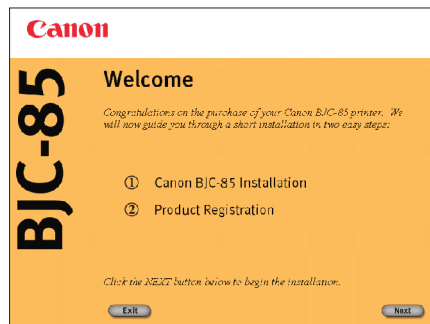 Canon
BJC-85
Welcome
Congratulations on the purchase of your Canon BJC-85 printer. We
will now guide you through a short installation in two easy steps:
① Canon BJC-85 Installation
② Product Registration
Click the NEXT button below to begin the installation.
Exit
Next